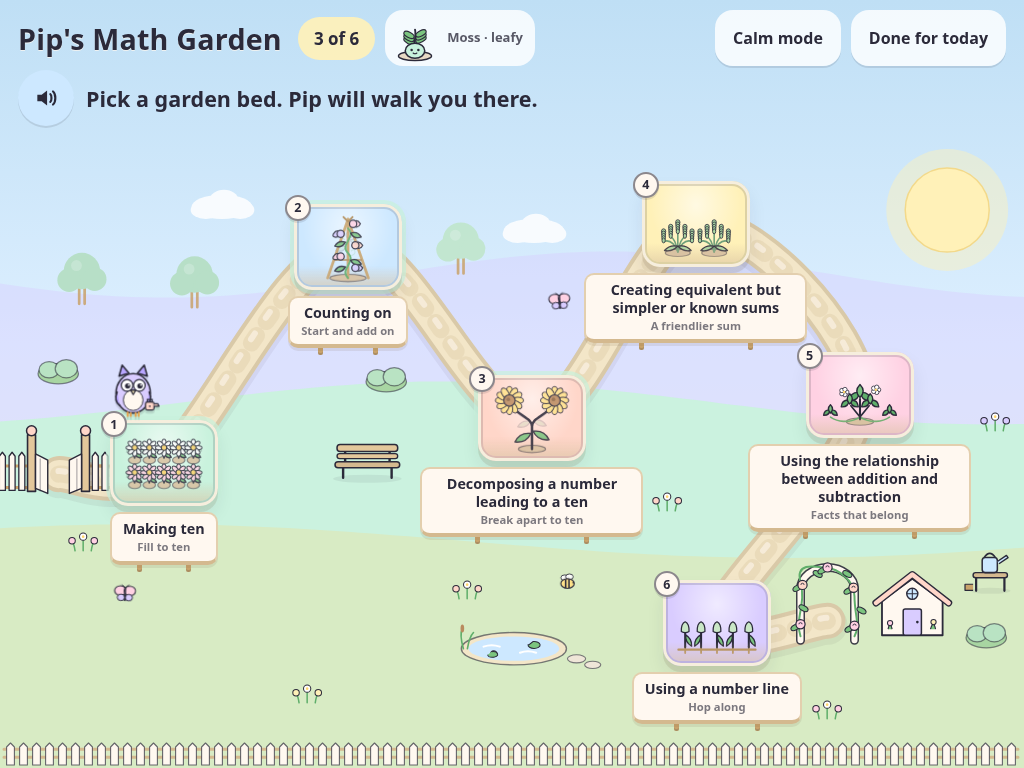 Pip's Math Garden
3 of 6
Moss · leafy
Calm mode
Done for today
Pick a garden bed. Pip will walk you there.
2
Counting on
Start and add on
4
Creating equivalent but
simpler or known sums
A friendlier sum
1
Making ten
Fill to ten
3
Decomposing a number
leading to a ten
Break apart to ten
5
Using the relationship
between addition and
subtraction
Facts that belong
6
Using a number line
Hop along